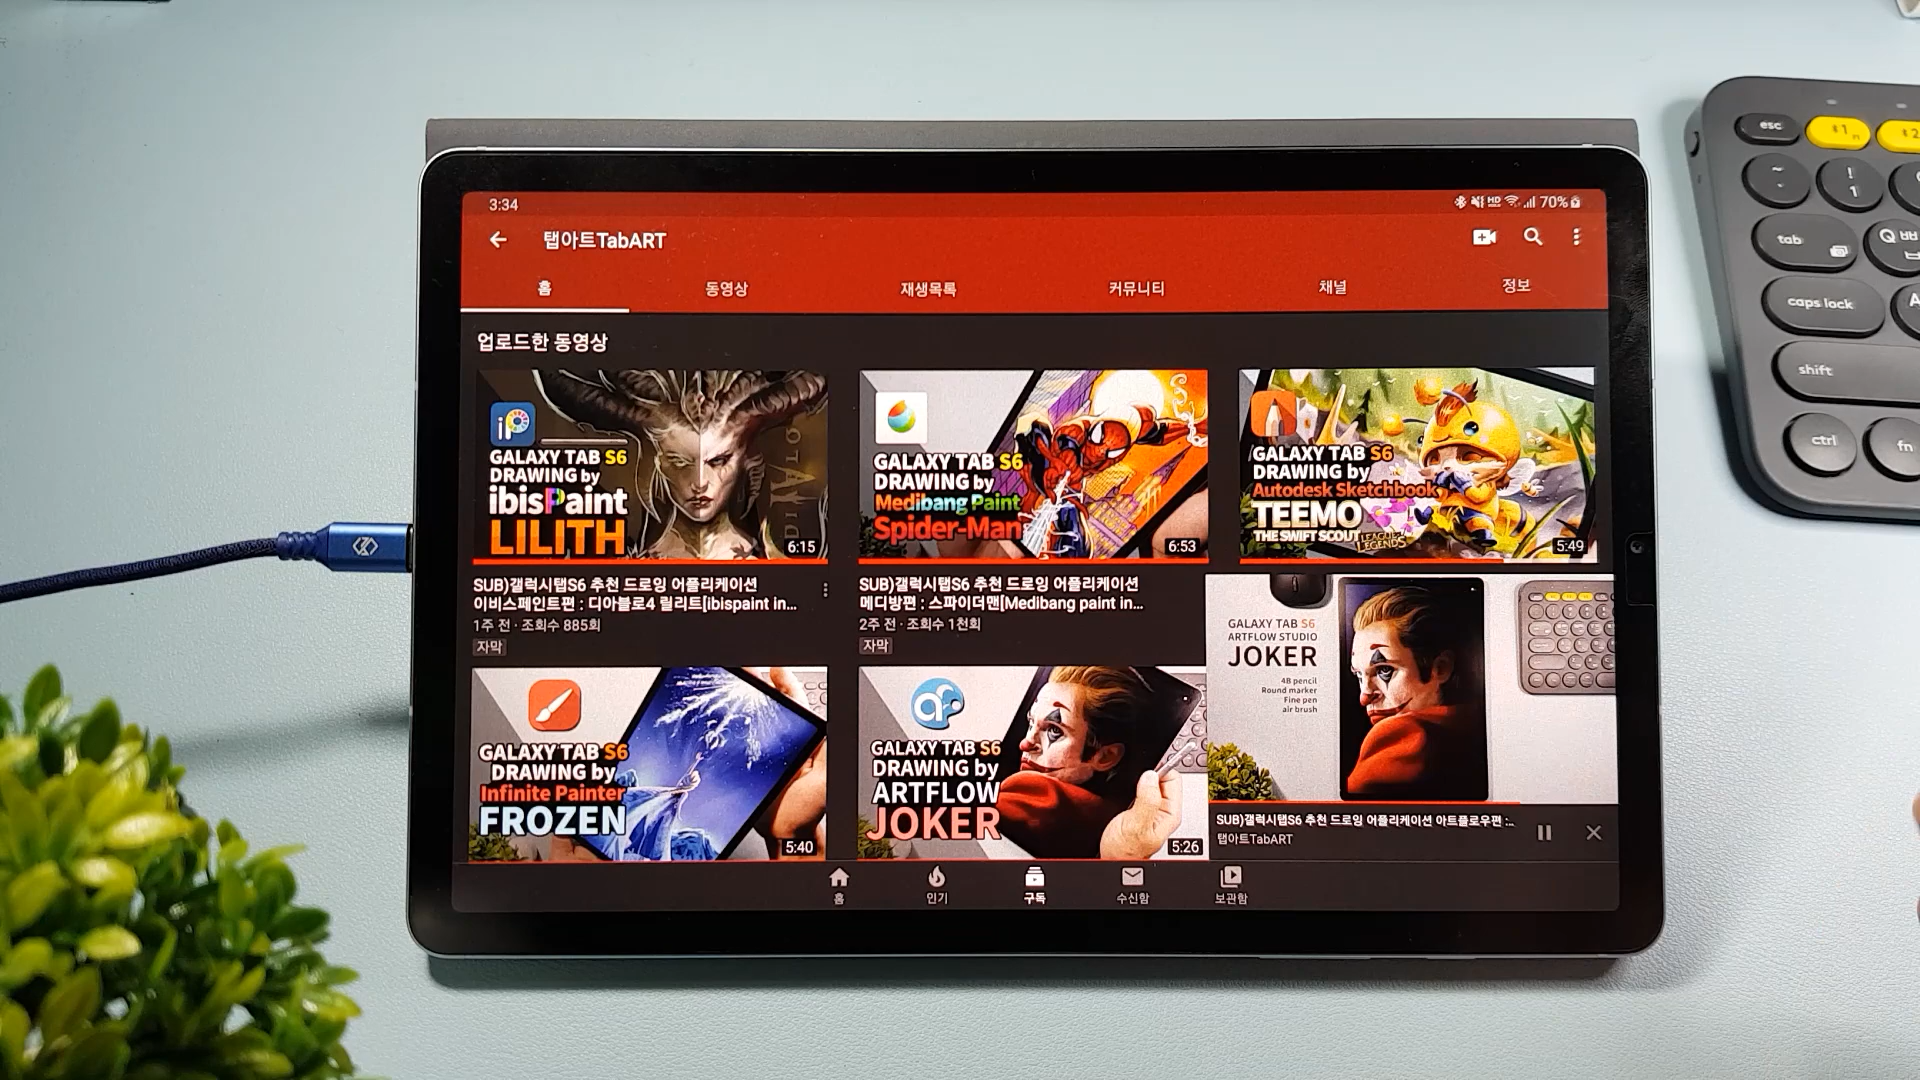 3:34
HD
70%
탭아트TabART
홈
동영상
재생목록
커뮤니티
채널
정보
업로드한 동영상
iP
GALAXY TAB S6
DRAWING by
ibisPaint
LILITH
6:15
GALAXY TAB S6
DRAWING by
Medibang Paint
Spider-Man
6:53
GALAXY TAB S6
DRAWING by
Autodesk Sketchbook
TEEMO
THE SWIFT SCOUT
LEAGUE OF LEGENDS
5:49
SUB)갤럭시탭S6 추천 드로잉 어플리케이션
이비스페인트편 : 디아블로4 릴리트[ibispaint in...
1주 전 · 조회수 885회
자막
SUB)갤럭시탭S6 추천 드로잉 어플리케이션
메디방편 : 스파이더맨[Medibang paint in...
2주 전 · 조회수 1천회
자막
GALAXY TAB S6
ARTFLOW STUDIO
JOKER
4B pencil
Round marker
Fine pen
air brush
GALAXY TAB S6
DRAWING by
Infinite Painter
FROZEN
5:40
GALAXY TAB S6
DRAWING by
ARTFLOW
JOKER
5:26
SUB)갤럭시탭S6 추천 드로잉 어플리케이션 아트플로우편 :..
탭아트TabART
홈
인기
구독
수신함
보관함
esc
1
2
~
!
1
tab
Q ㅃ
ㅂ
caps lock
A
shift
ctrl
fn